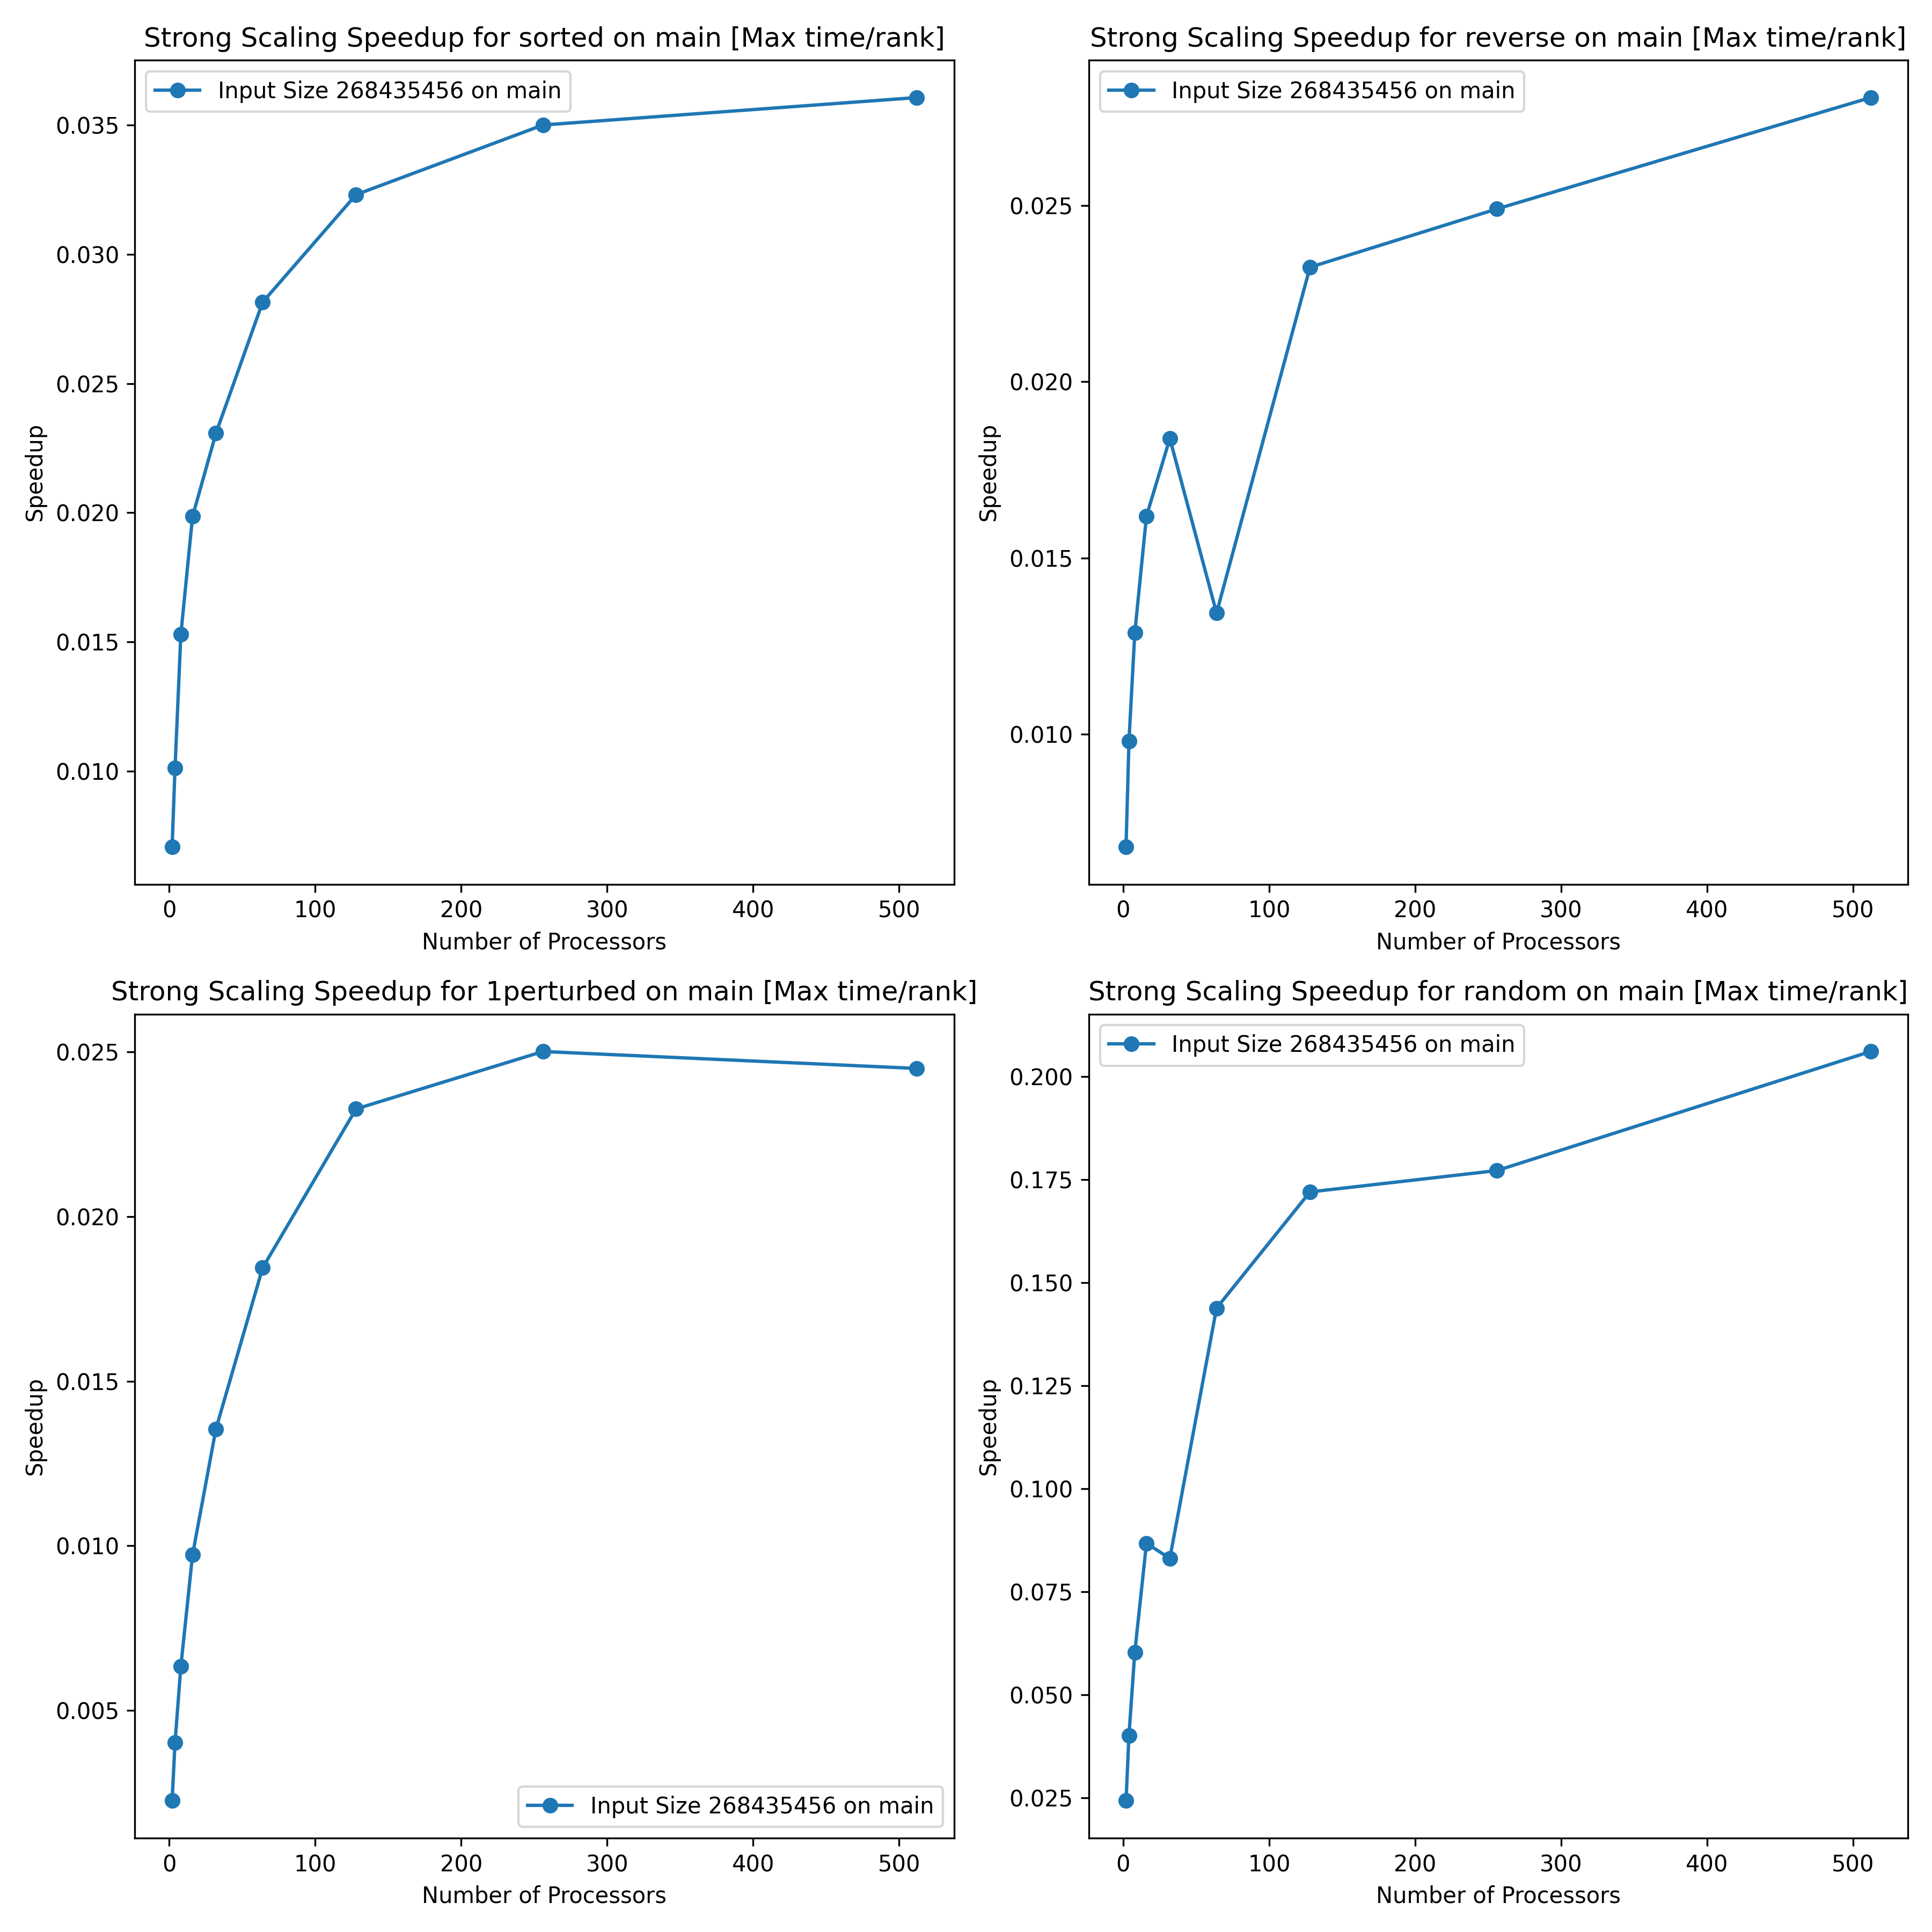 Strong Scaling Speedup for sorted on main [Max time/rank]
Input Size 268435456 on main
0.035
0.030
0.025
0.020
0.015
0.010
Speedup
0 100 200 300 400 500
Number of Processors
Strong Scaling Speedup for reverse on main [Max time/rank]
Input Size 268435456 on main
0.025
0.020
0.015
0.010
Speedup
0 100 200 300 400 500
Number of Processors
Strong Scaling Speedup for 1perturbed on main [Max time/rank]
0.025
0.020
0.015
0.010
0.005
Speedup
Input Size 268435456 on main
0 100 200 300 400 500
Number of Processors
Strong Scaling Speedup for random on main [Max time/rank]
Input Size 268435456 on main
0.200
0.175
0.150
0.125
0.100
0.075
0.050
0.025
Speedup
0 100 200 300 400 500
Number of Processors